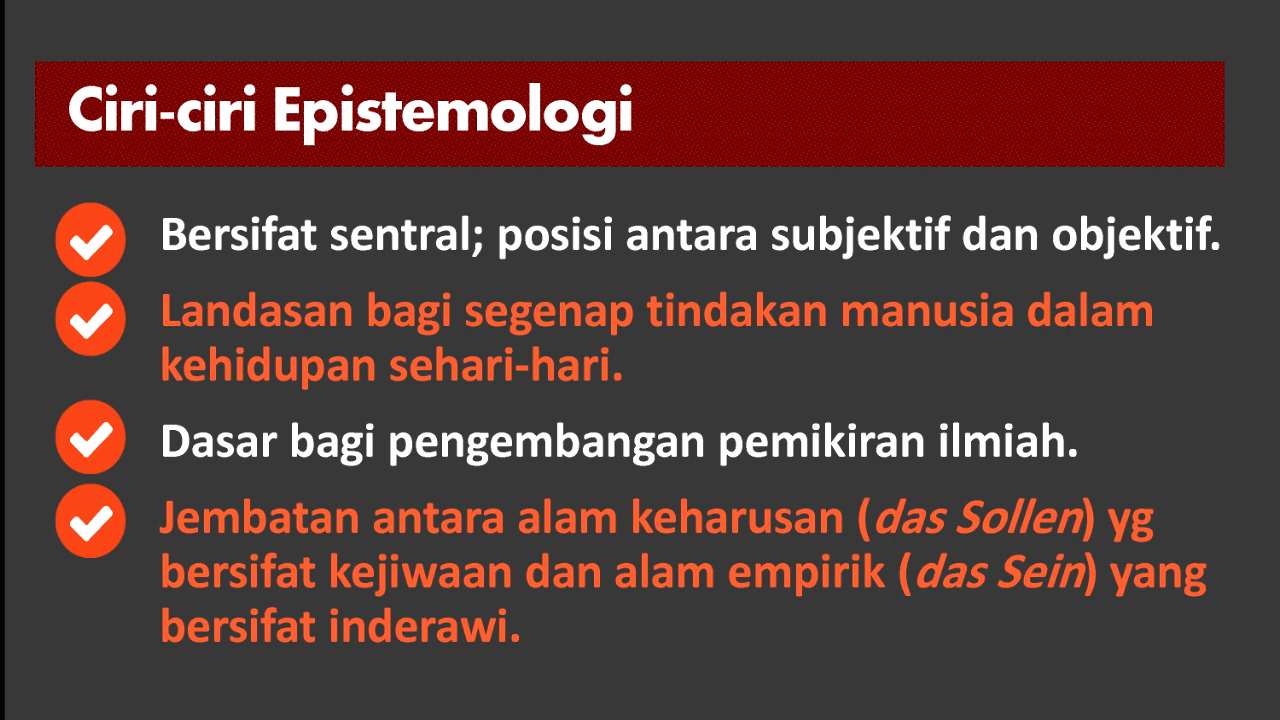 Ciri-ciri Epistemologi
Bersifat sentral; posisi antara subjektif dan objektif.
Landasan bagi segenap tindakan manusia dalam
kehidupan sehari-hari.
Dasar bagi pengembangan pemikiran ilmiah.
Jembatan antara alam keharusan (das Sollen) yg
bersifat kejiwaan dan alam empirik (das Sein) yang
bersifat inderawi.